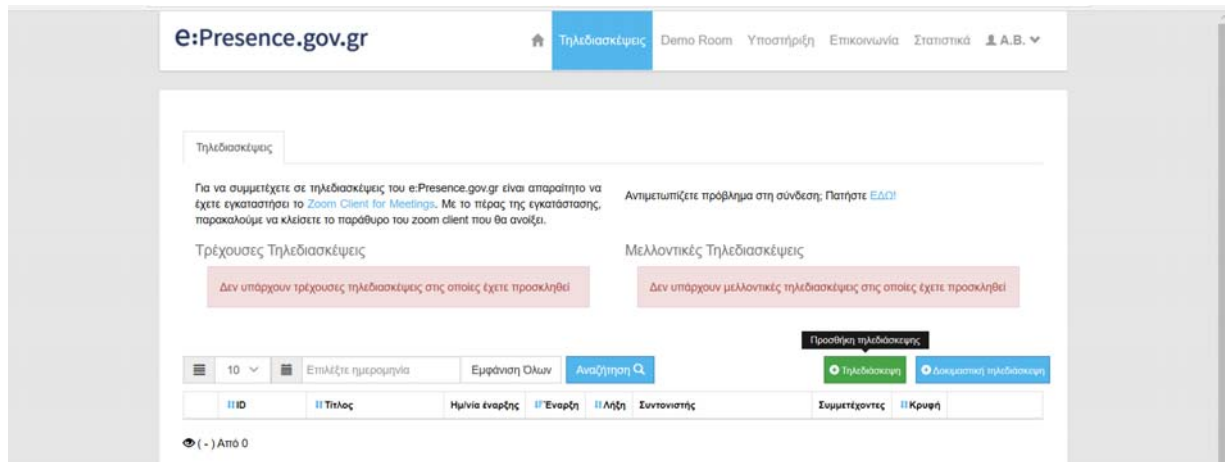 e:Presence.gov.gr
Τηλεδιασκέψεις Demo Room Υποστήριξη Επικοινωνία Στατιστικά A.B.
Τηλεδιασκέψεις
Για να συμμετέχετε σε τηλεδιασκέψεις του e:Presence.gov.gr είναι απαραίτητο να
έχετε εγκαταστήσει το Zoom Client for Meetings. Με το πέρας της εγκατάστασης,
παρακαλούμε να κλείσετε το παράθυρο του zoom client που θα ανοίξει.
Αντιμετωπίζετε πρόβλημα στη σύνδεση; Πατήστε ΕΔΩ!
Τρέχουσες Τηλεδιασκέψεις
Δεν υπάρχουν τρέχουσες τηλεδιασκέψεις στις οποίες έχετε προσκληθεί
Μελλοντικές Τηλεδιασκέψεις
Δεν υπάρχουν μελλοντικές τηλεδιασκέψεις στις οποίες έχετε προσκληθεί
Προσθήκη τηλεδιάσκεψης
10 Επιλέξτε ημερομηνία Εμφάνιση Όλων Αναζήτηση Τηλεδιάσκεψη Δοκιμαστική τηλεδιάσκεψη
ID Τίτλος Ημ/νία έναρξης Έναρξη Λήξη Συντονιστής Συμμετέχοντες Κρυφή
( - ) Από 0